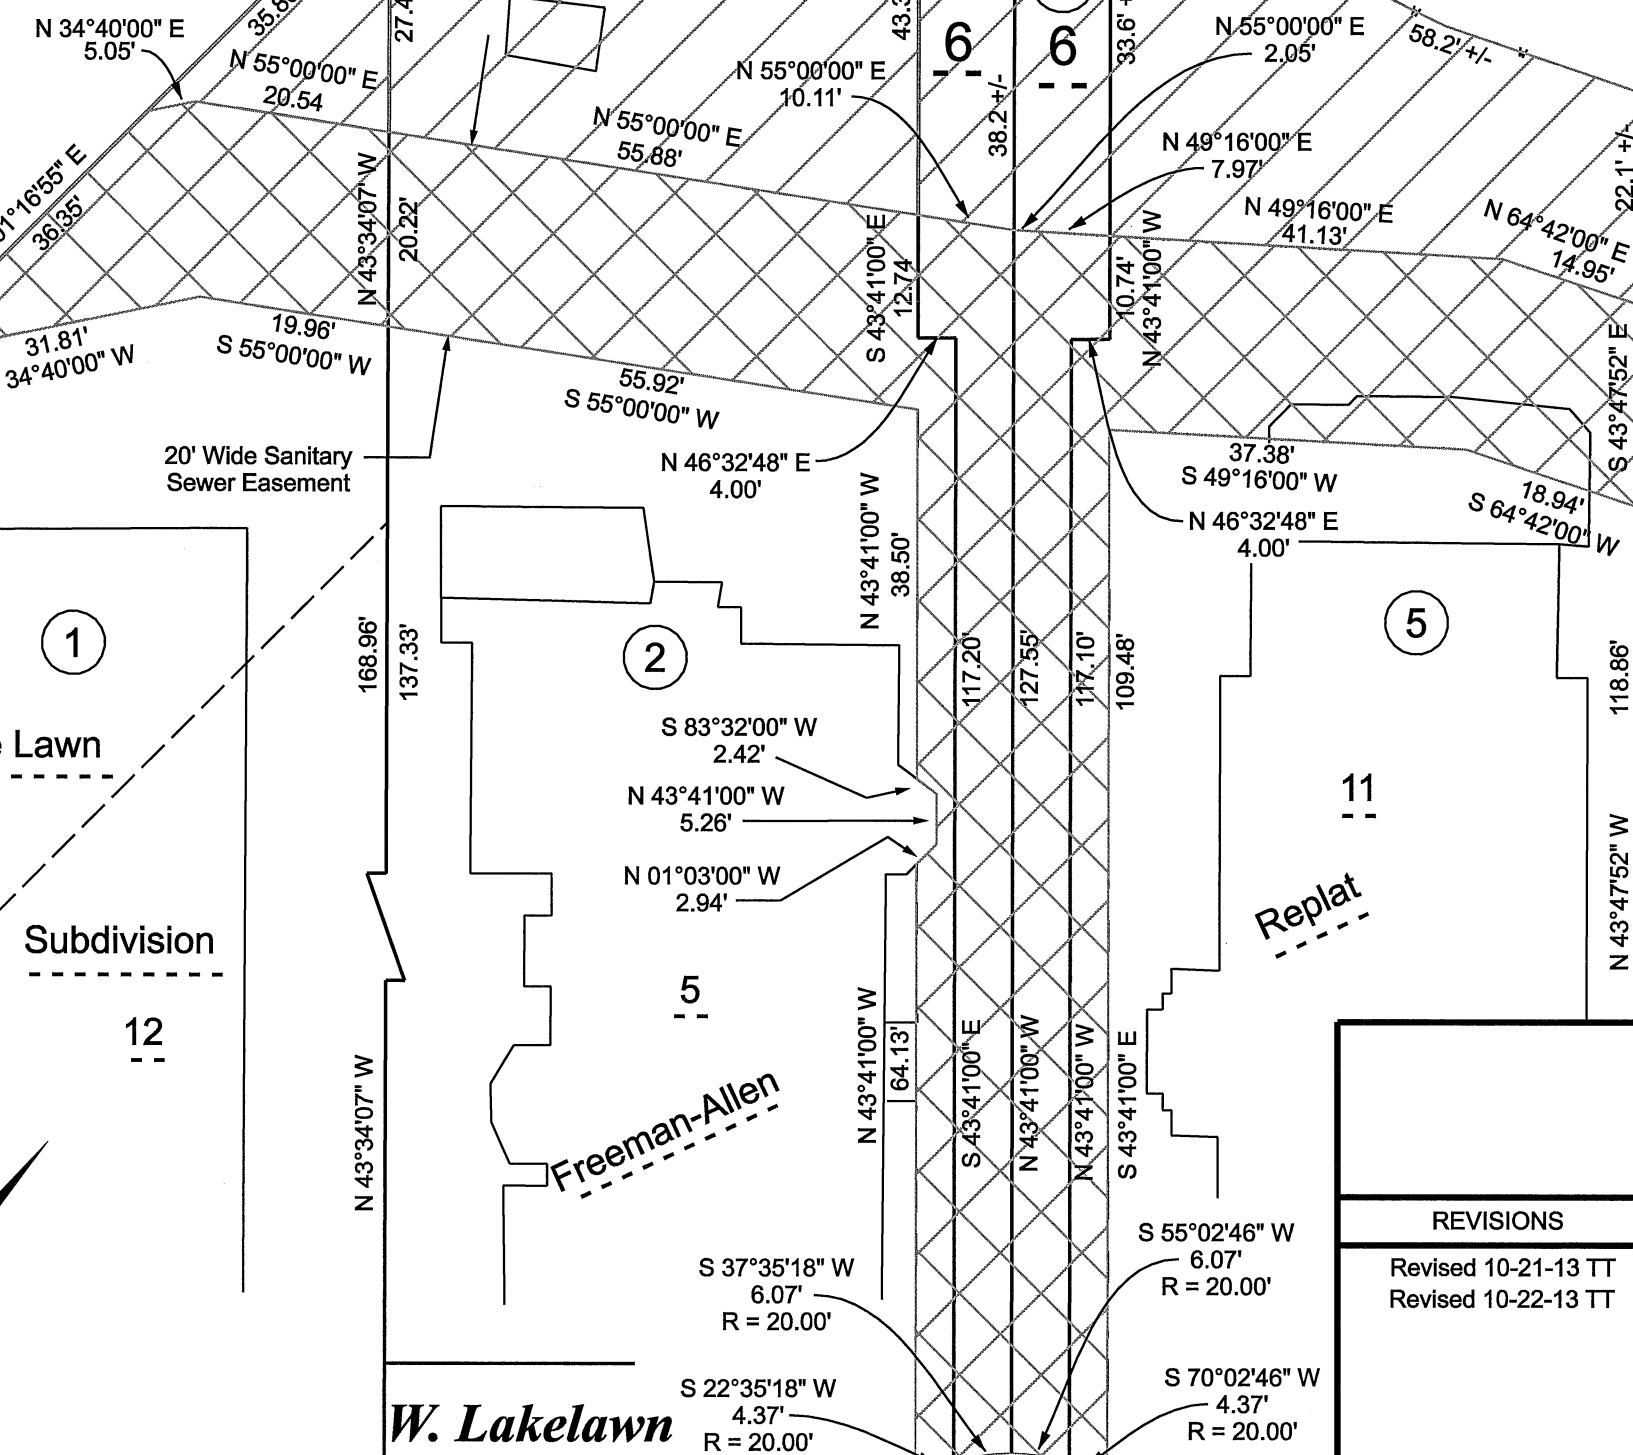 N 34°40'00" E
5.05'
N 55°00'00" E
20.54
N 55°00'00" E
10.11'
6
6
38.2 +/-
N 55°00'00" E
2.05'
58.2' +/-
N 55°00'00" E
55.88'
N 49°16'00" E
7.97'
22.1' +/-
01°16'55" E
36.35'
N 43°34'07" W
20.22'
S 43°41'00" E
12.74
10.74'
N 43°41'00" W
N 49°16'00" E
41.13'
N 64°42'00" E
14.95'
31.81'
34°40'00" W
19.96'
S 55°00'00" W
55.92'
S 55°00'00" W
S 43°47'52" E
20' Wide Sanitary
Sewer Easement
N 46°32'48" E
4.00'
37.38'
S 49°16'00" W
18.94'
S 64°42'00" W
N 46°32'48" E
4.00'
N 43°41'00" W
38.50'
1
2
5
168.96'
137.33'
117.20'
127.55'
117.10'
109.48'
118.86'
Lawn
S 83°32'00" W
2.42'
N 43°41'00" W
5.26'
N 01°03'00" W
2.94'
11
Replat
N 43°47'52" W
Subdivision
12
5
Freeman-Allen
N 43°34'07" W
N 43°41'00" W
64.13'
S 43°41'00" E
N 43°41'00" W
N 43°41'00" W
S 43°41'00" E
REVISIONS
Revised 10-21-13 TT
Revised 10-22-13 TT
S 37°35'18" W
6.07'
R = 20.00'
S 55°02'46" W
6.07'
R = 20.00'
S 22°35'18" W
4.37'
R = 20.00'
S 70°02'46" W
4.37'
R = 20.00'
W. Lakelawn